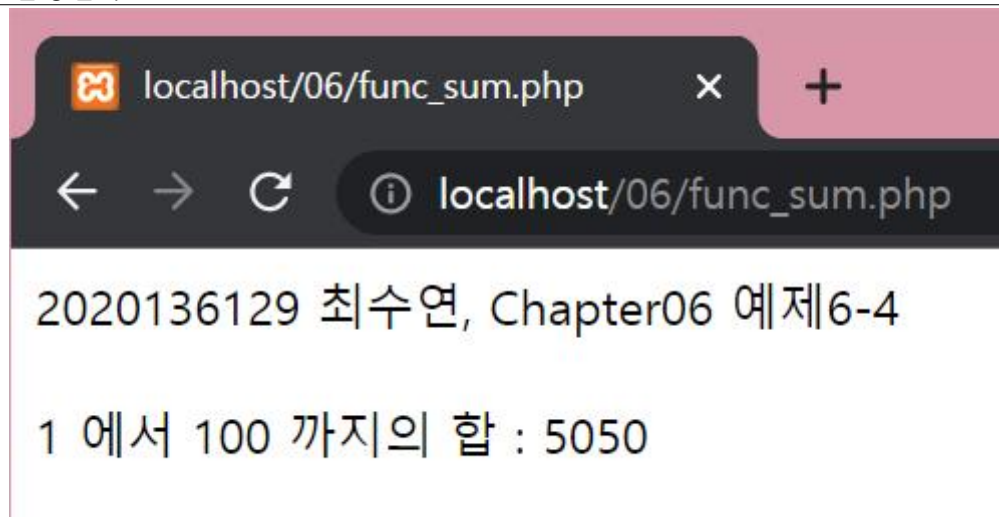 localhost/06/func_sum.php
localhost/06/func_sum.php
2020136129 최수연, Chapter06 예제6-4
1 에서 100 까지의 합 : 5050